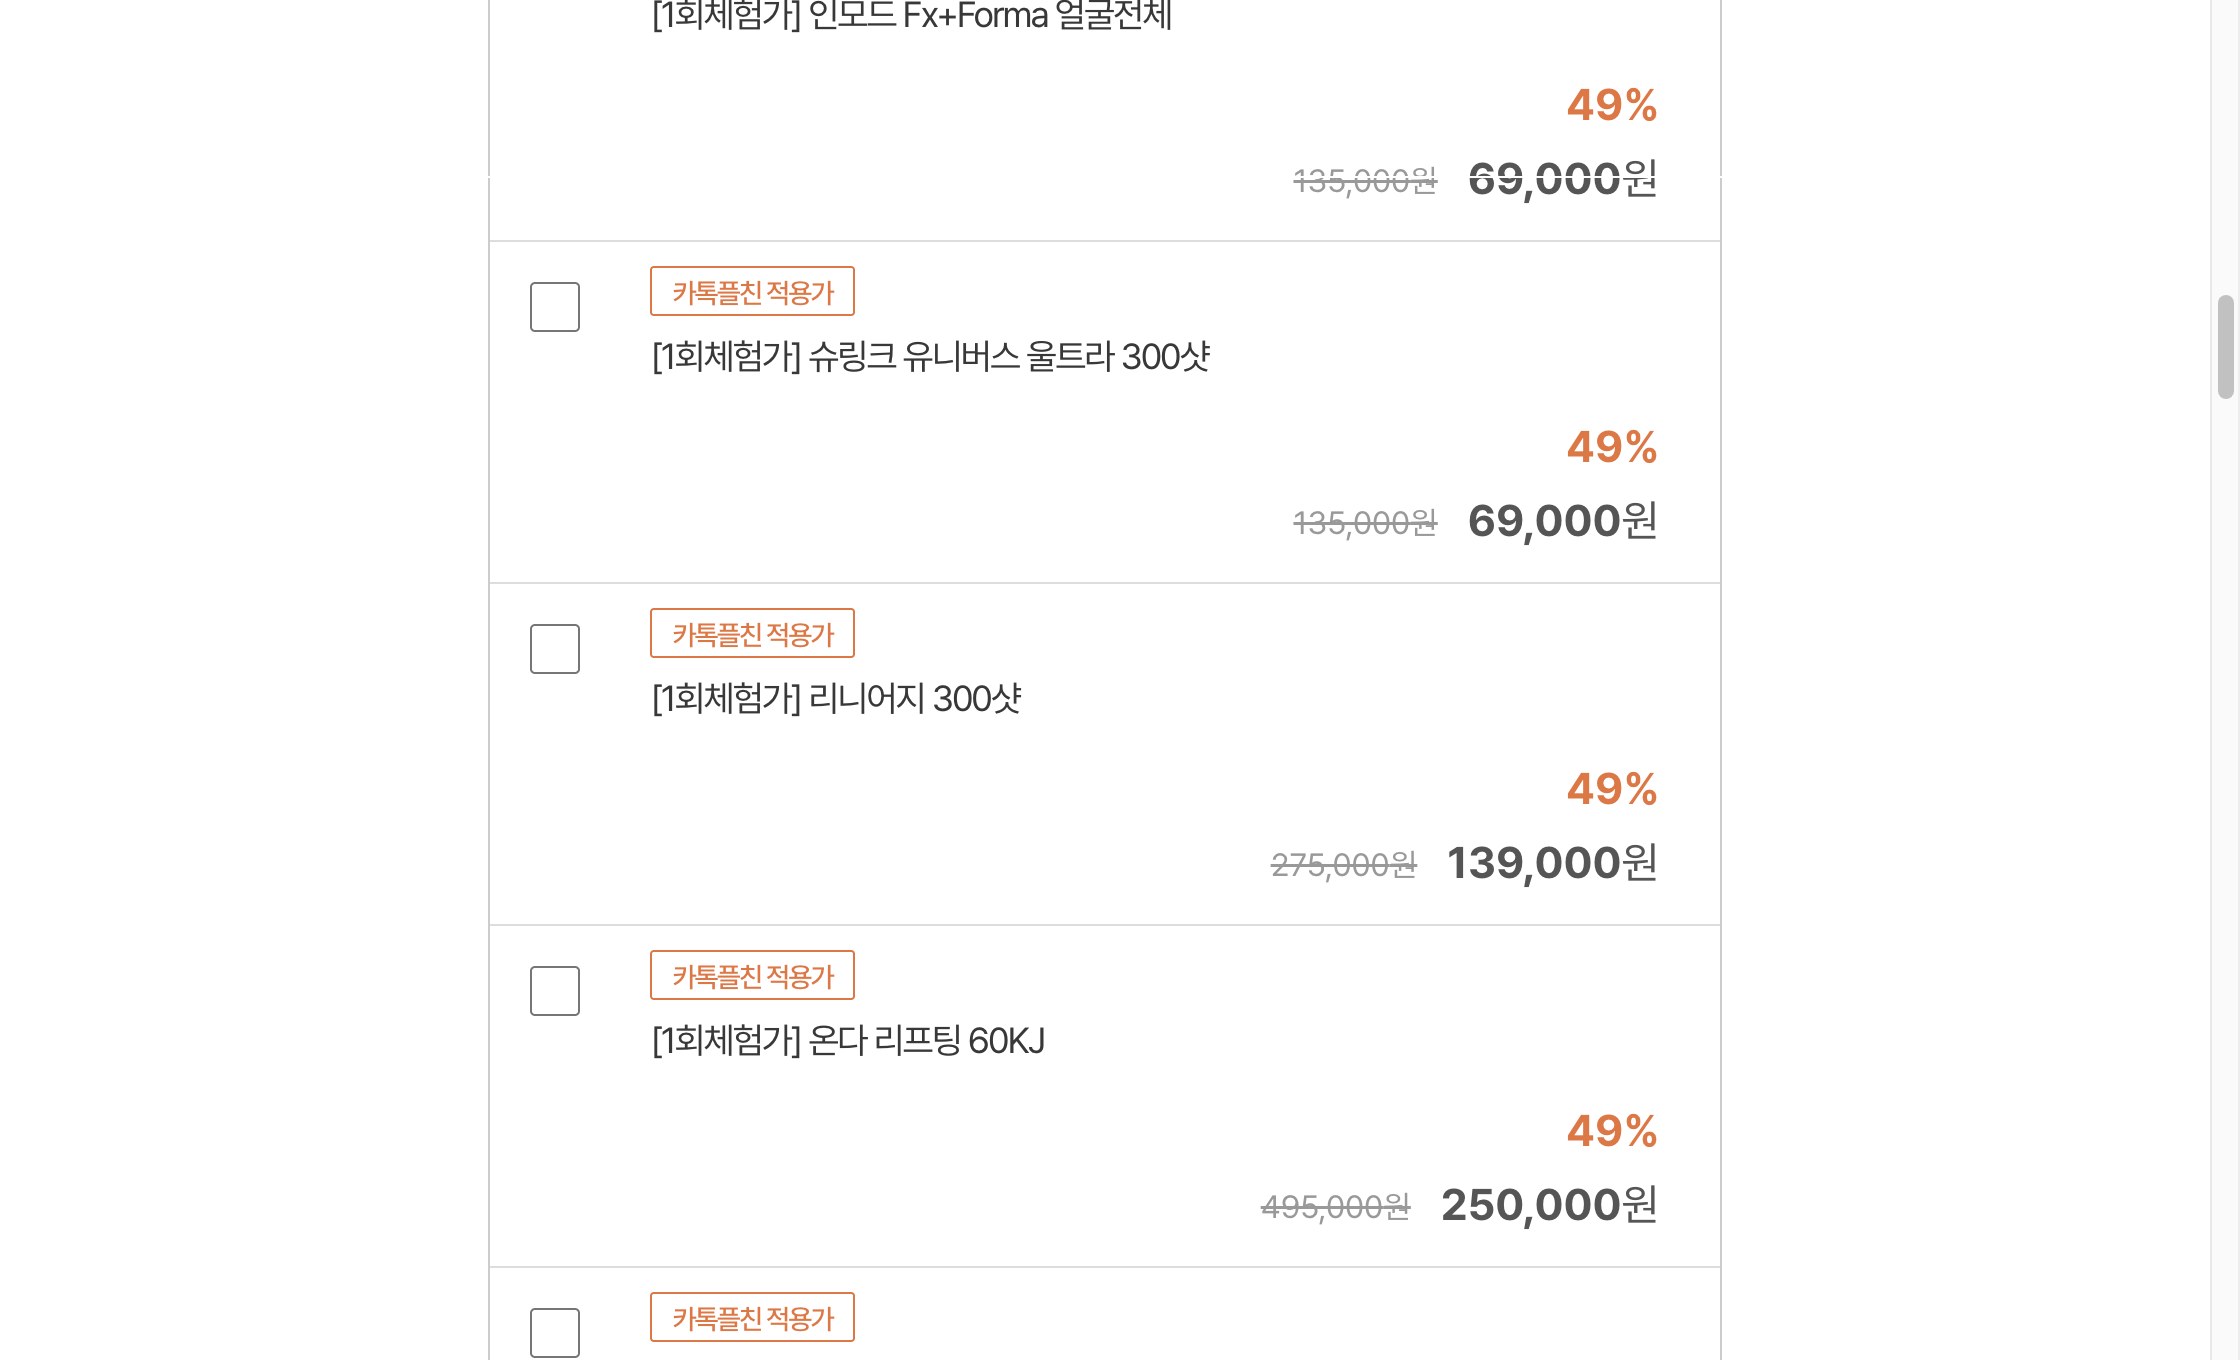 [1회체험가] 인모드 Fx+Forma 얼굴전체
49%
135,000원 69,000원
카톡플친 적용가
[1회체험가] 슈링크 유니버스 울트라 300샷
49%
135,000원 69,000원
카톡플친 적용가
[1회체험가] 리니어지 300샷
49%
275,000원 139,000원
카톡플친 적용가
[1회체험가] 온다 리프팅 60KJ
49%
495,000원 250,000원
카톡플친 적용가